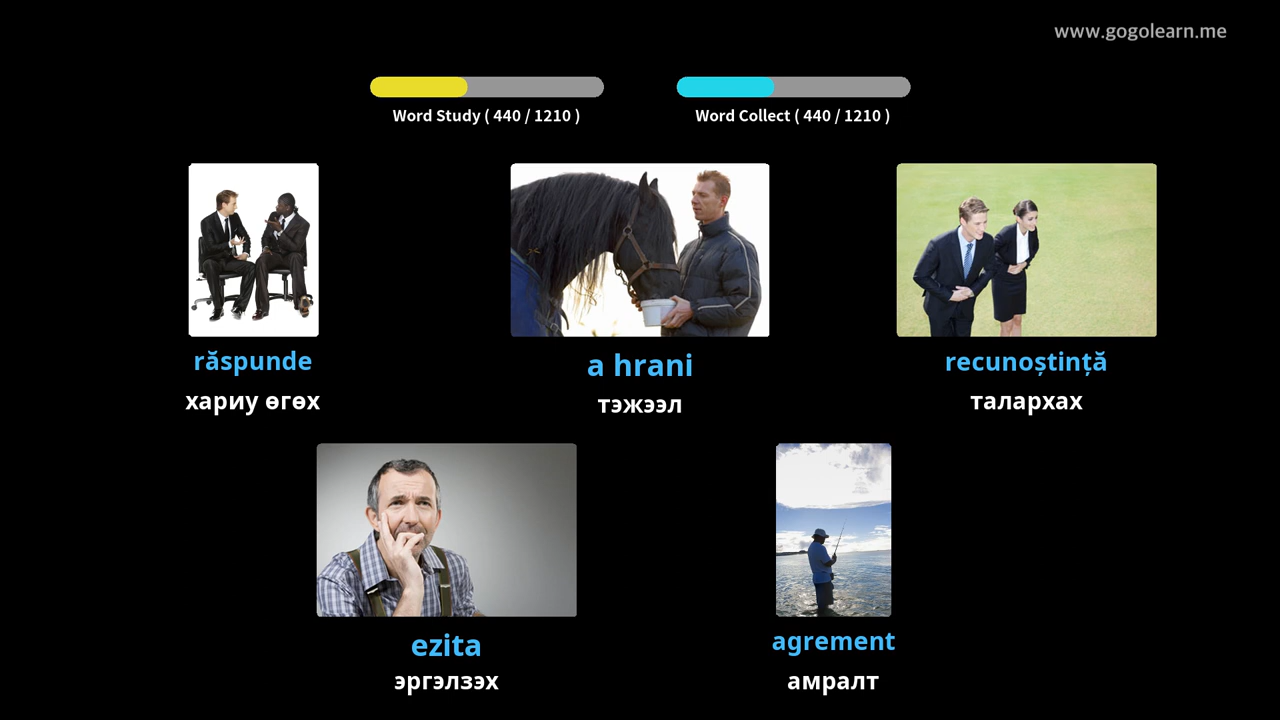 www.gogolearn.me
Word Study ( 440 / 1210 )
Word Collect ( 440 / 1210 )
răspunde
хариу өгөх
a hrani
тэжээл
recunoștință
талархах
ezita
эргэлзэх
agrement
амралт